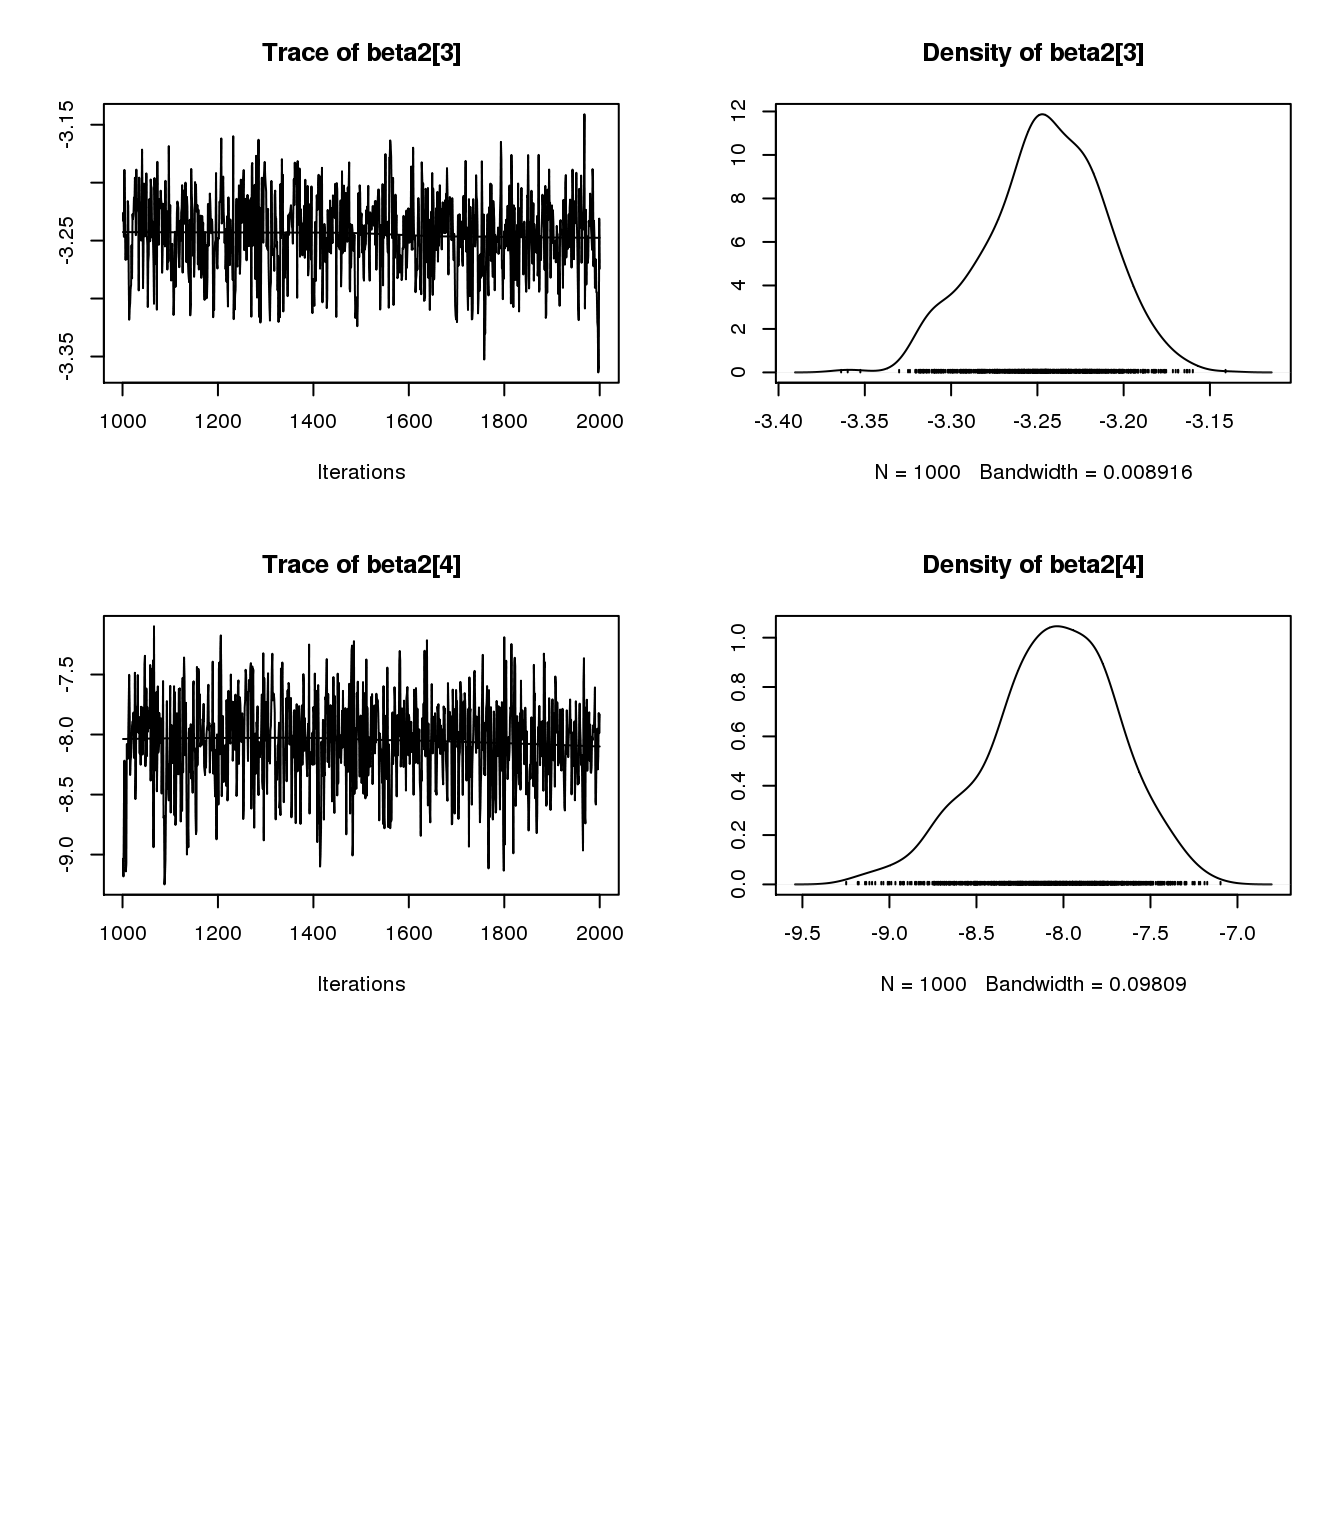 Trace of beta2[3]
-3.15
-3.25
-3.35
1000 1200 1400 1600 1800 2000
Iterations
Density of beta2[3]
12
10
8
6
4
2
0
-3.40 -3.35 -3.30 -3.25 -3.20 -3.15
N = 1000 Bandwidth = 0.008916
Trace of beta2[4]
-7.5
-8.0
-8.5
-9.0
1000 1200 1400 1600 1800 2000
Iterations
Density of beta2[4]
1.0
0.8
0.6
0.4
0.2
0.0
-9.5 -9.0 -8.5 -8.0 -7.5 -7.0
N = 1000 Bandwidth = 0.09809